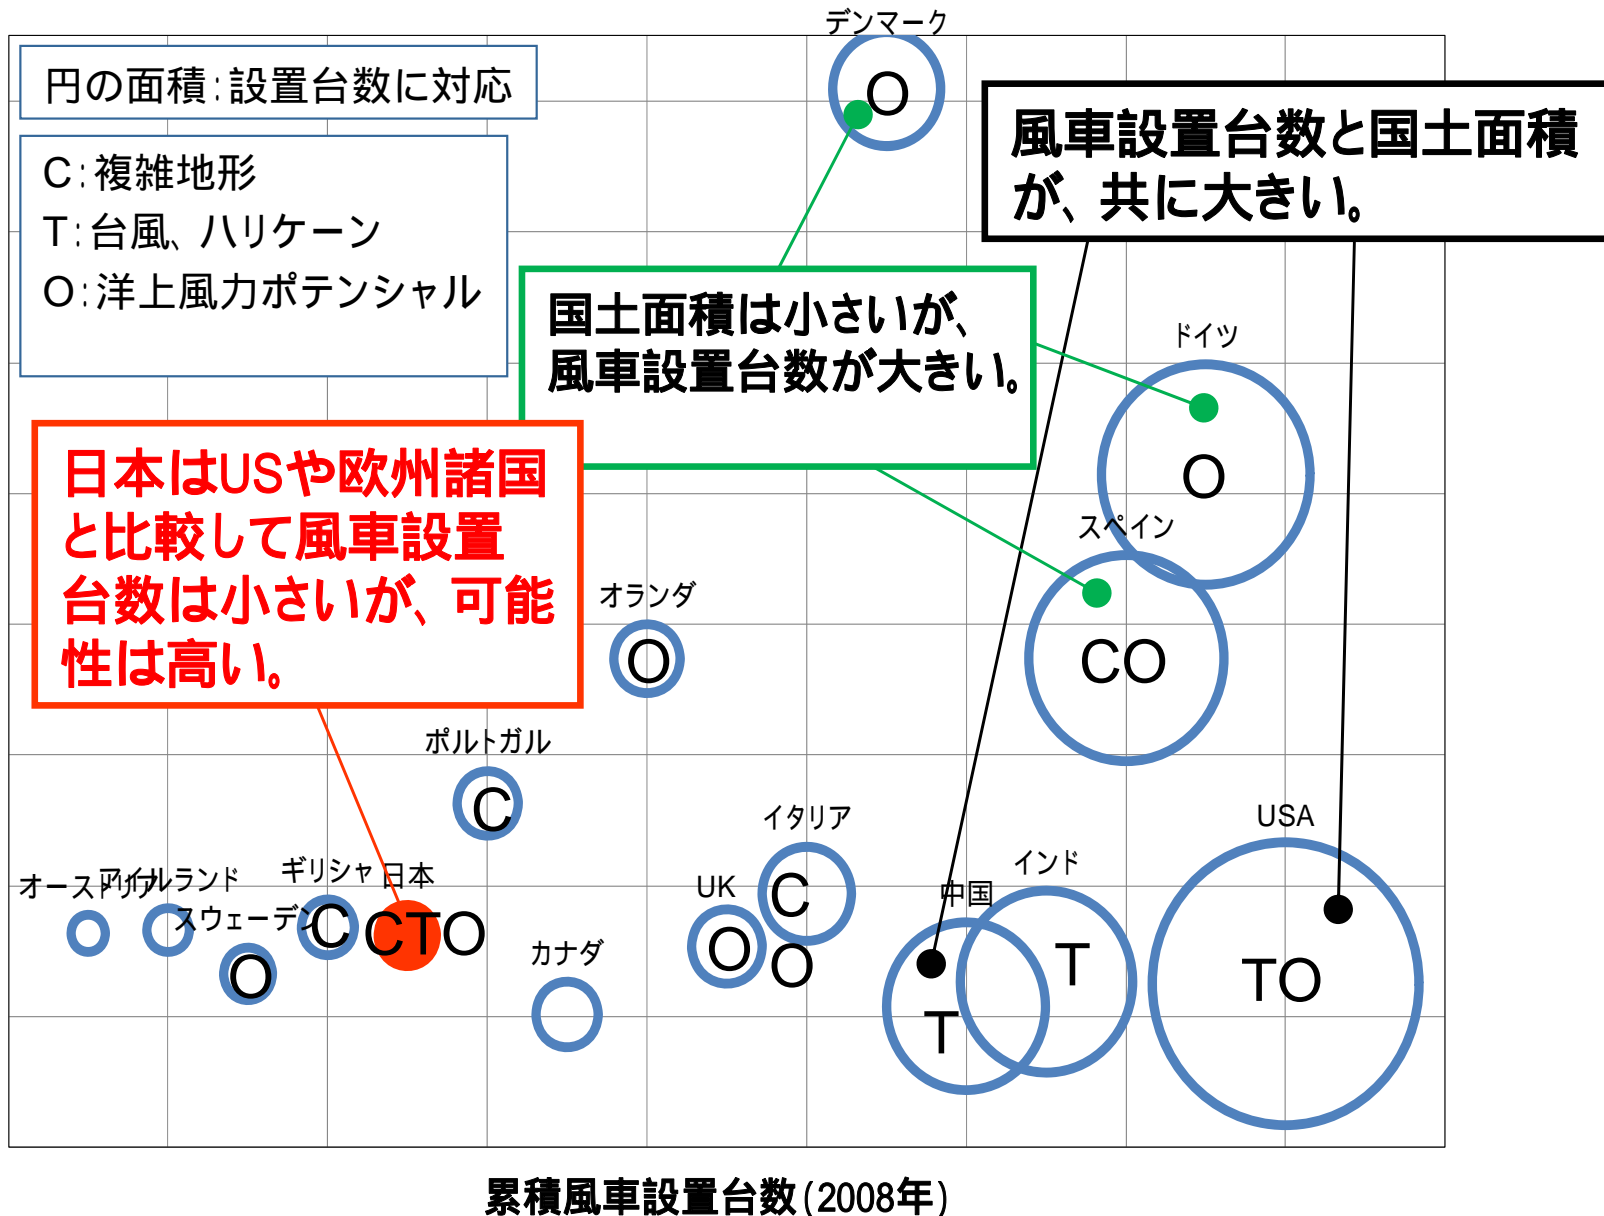 デンマーク
円の面積:設置台数に対応
C:複雑地形
T:台風、ハリケーン
O:洋上風力ポテンシャル
O
風車設置台数と国土面積
が、共に大きい。
国土面積は小さいが、
風車設置台数が大きい。
ドイツ
O
日本はUSや欧州諸国
と比較して風車設置
台数は小さいが、可能
性は高い。
スペイン
CO
オランダ
O
ポルトガル
C
イタリア
C
O
USA
TO
インド
T
中国
T
UK
O
オーストリア
アイルランド
スウェーデン
O
ギリシャ
C
日本
CTO
カナダ
累積風車設置台数(2008年)